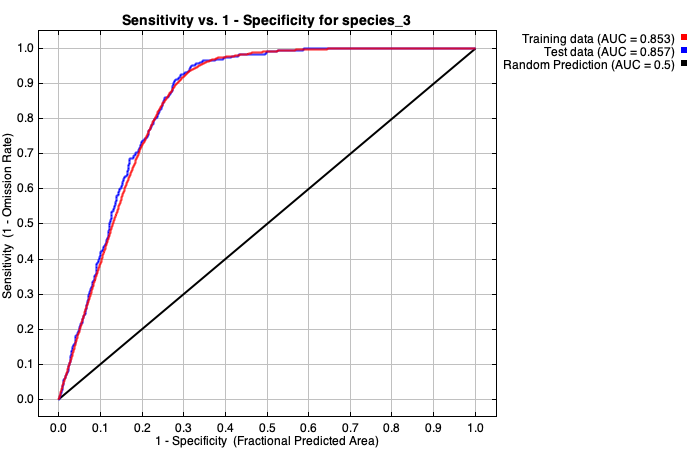 Sensitivity vs. 1 - Specificity for species_3
Training data (AUC = 0.853)
Test data (AUC = 0.857)
Random Prediction (AUC = 0.5)
Sensitivity (1 - Omission Rate)
1.0
0.9
0.8
0.7
0.6
0.5
0.4
0.3
0.2
0.1
0.0
0.0 0.1 0.2 0.3 0.4 0.5 0.6 0.7 0.8 0.9 1.0
1 - Specificity (Fractional Predicted Area)